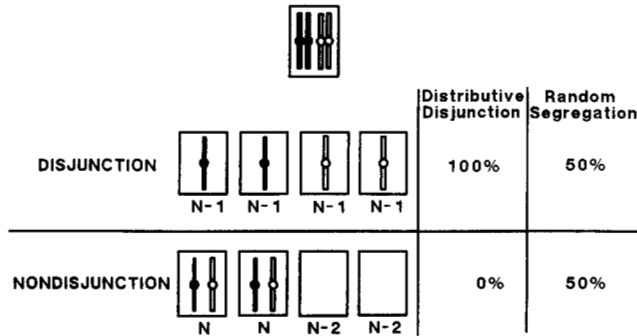 Distributive Disjunction
Random Segregation
DISJUNCTION
100%
50%
N-1 N-1 N-1 N-1
NONDISJUNCTION
0%
50%
N N N-2 N-2